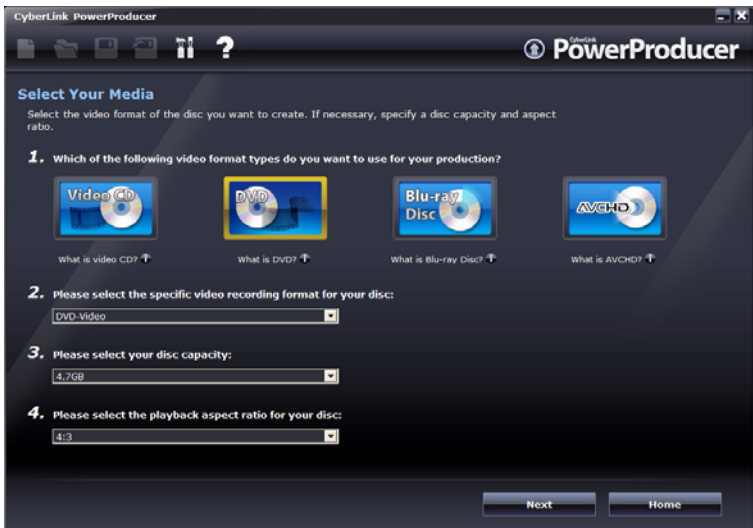 CyberLink PowerProducer
CyberLink
PowerProducer
Select Your Media
Select the video format of the disc you want to create. If necessary, specify a disc capacity and aspect
ratio.
1. Which of the following video format types do you want to use for your production?
Video CD
DVD
Blu-ray
Disc
AVCHD
What is video CD?
What is DVD?
What is Blu-ray Disc?
What is AVCHD?
2. Please select the specific video recording format for your disc:
DVD-Video
3. Please select your disc capacity:
4.7GB
4. Please select the playback aspect ratio for your disc:
4:3
Next
Home